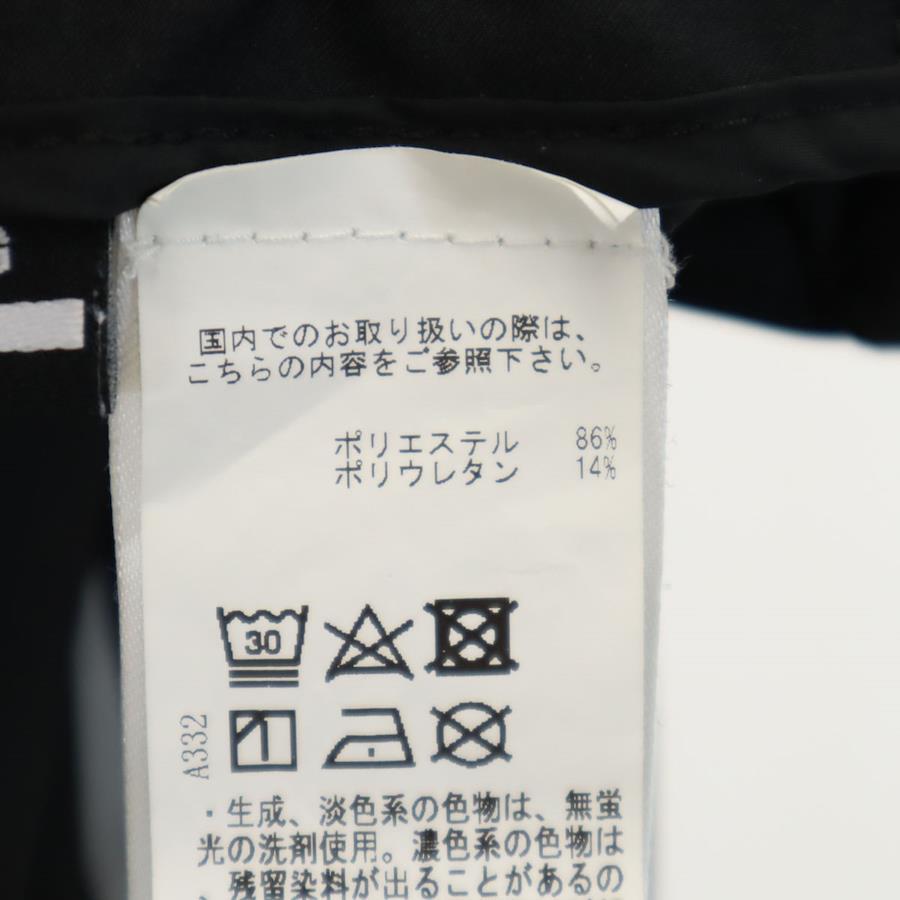 国内でのお取り扱いの際は、
こちらの内容をご参照下さい。
ポリエステル 86%
ポリウレタン 14%
30
A332
・生成、淡色系の色物は、無蛍
光の洗剤使用。濃色系の色物は
、残留染料が出ることがあるの